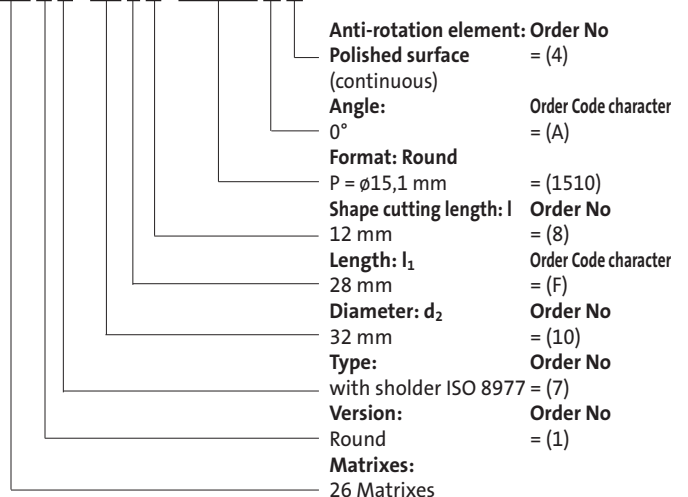 Anti-rotation element: Order No
Polished surface = (4)
(continuous)
Angle: Order Code character
0° = (A)
Format: Round
P = ø15,1 mm = (1510)
Shape cutting length: l Order No
12 mm = (8)
Length: l₁ Order Code character
28 mm = (F)
Diameter: d₂ Order No
32 mm = (10)
Type: Order No
with sholder ISO 8977 = (7)
Version: Order No
Round = (1)
Matrixes:
26 Matrixes